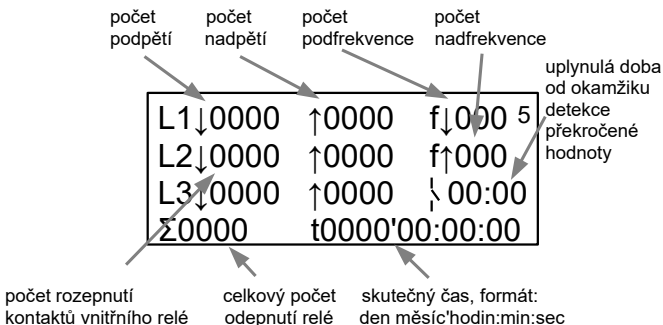 počet podpětí
počet nadpětí
počet podfrekvence
počet nadfrekvence
uplynulá doba
od okamžiku
detekce
překročené
hodnoty
L1↓0000 ↑0000 f↓000 5
L2↓0000 ↑0000 f↑000
L3↓0000 ↑0000 00:00
Σ0000 t0000'00:00:00
počet rozepnutí
kontaktů vnitřního relé
celkový počet
odepnutí relé
skutečný čas, formát:
den měsíc'hodin:min:sec